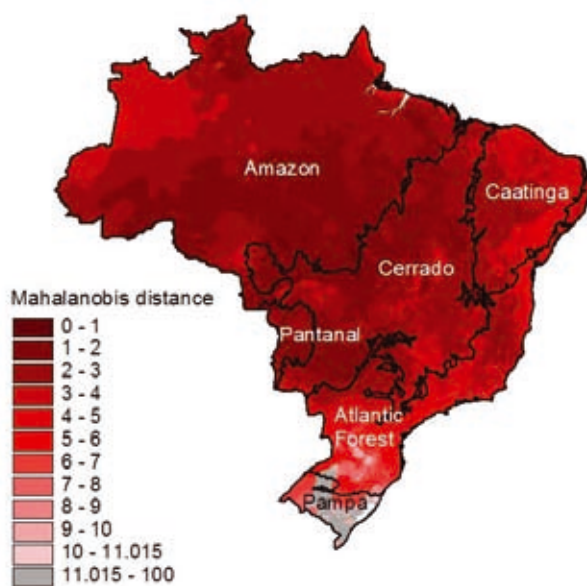 Amazon
Caatinga
Cerrado
Pantanal
Atlantic
Forest
Pampa
Mahalanobis distance
0 - 1
1 - 2
2 - 3
3 - 4
4 - 5
5 - 6
6 - 7
7 - 8
8 - 9
9 - 10
10 - 11.015
11.015 - 100